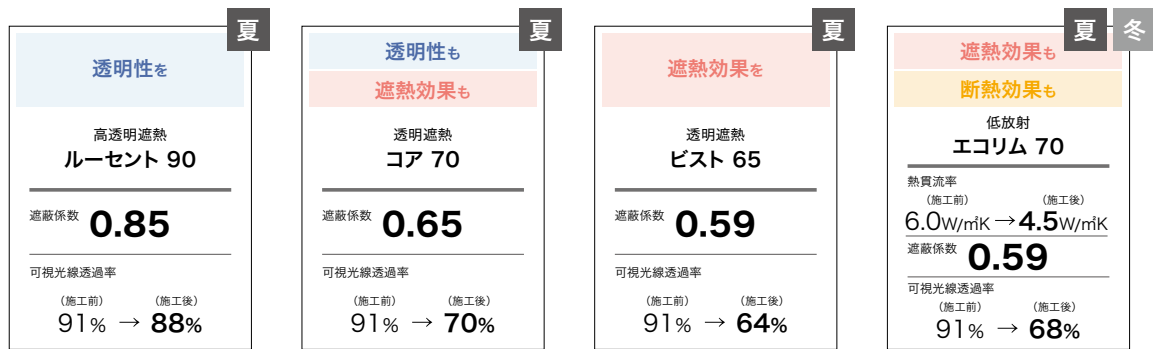 夏
透明性を
高透明遮熱
ルーセント 90
遮蔽係数 0.85
可視光線透過率
(施工前) (施工後)
91% → 88%
夏
透明性も
遮熱効果も
透明遮熱
コア 70
遮蔽係数 0.65
可視光線透過率
(施工前) (施工後)
91% → 70%
夏
遮熱効果を
透明遮熱
ビスト 65
遮蔽係数 0.59
可視光線透過率
(施工前) (施工後)
91% → 64%
夏 冬
遮熱効果も
断熱効果も
低放射
エコリム 70
熱貫流率
(施工前) (施工後)
6.0W/㎡K → 4.5W/㎡K
遮蔽係数 0.59
可視光線透過率
(施工前) (施工後)
91% → 68%